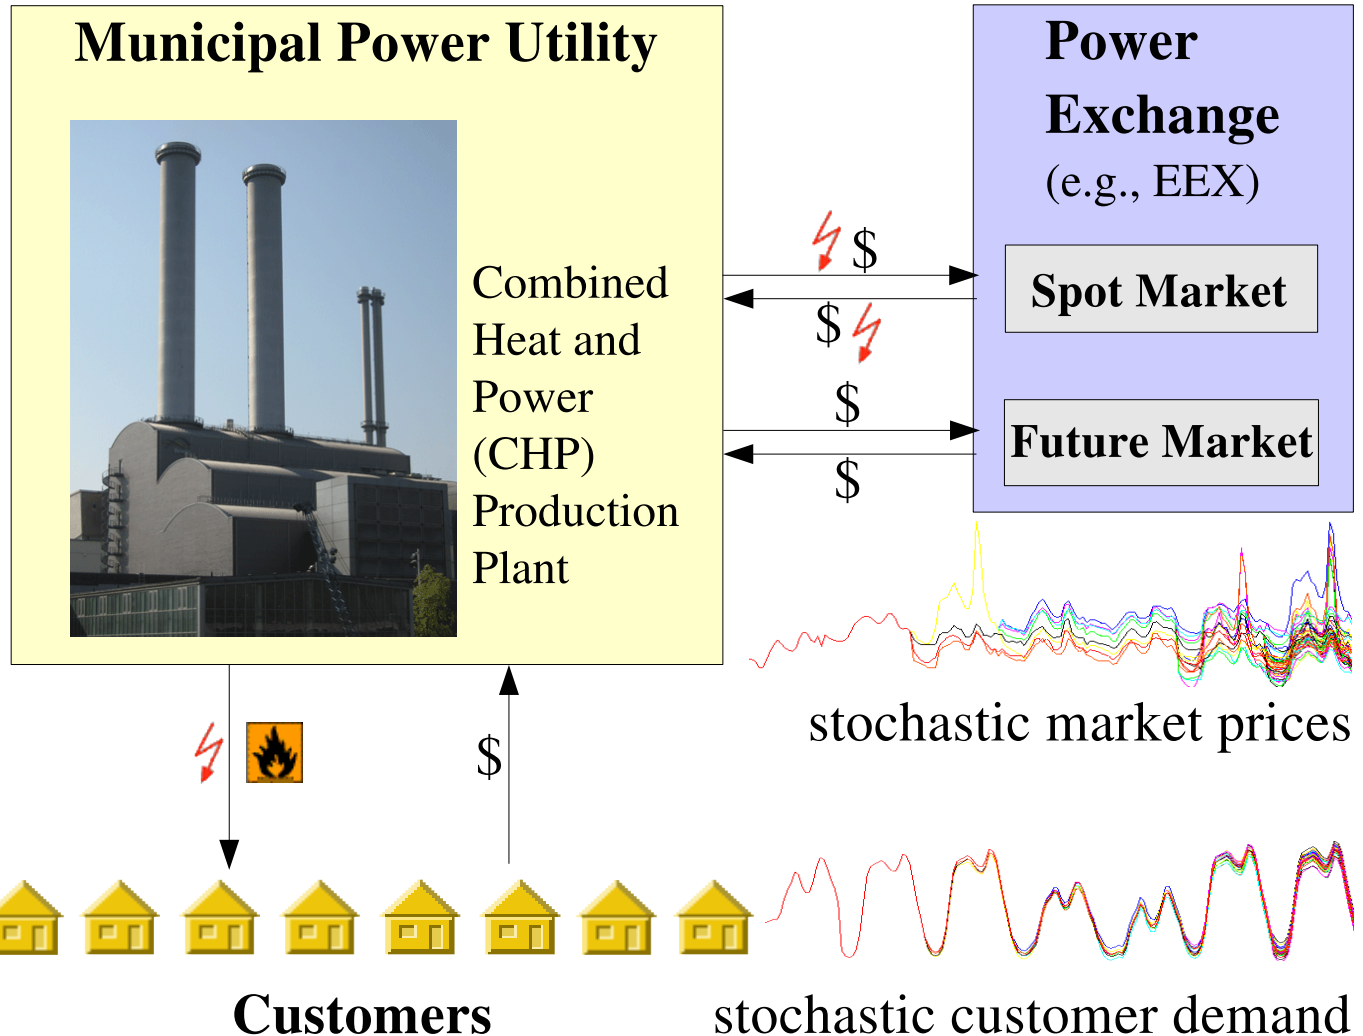 Municipal Power Utility
Combined
Heat and
Power
(CHP)
Production
Plant
Power
Exchange
(e.g., EEX)
$
Spot Market
$
$
Future Market
$
stochastic market prices
$
Customers
stochastic customer demand